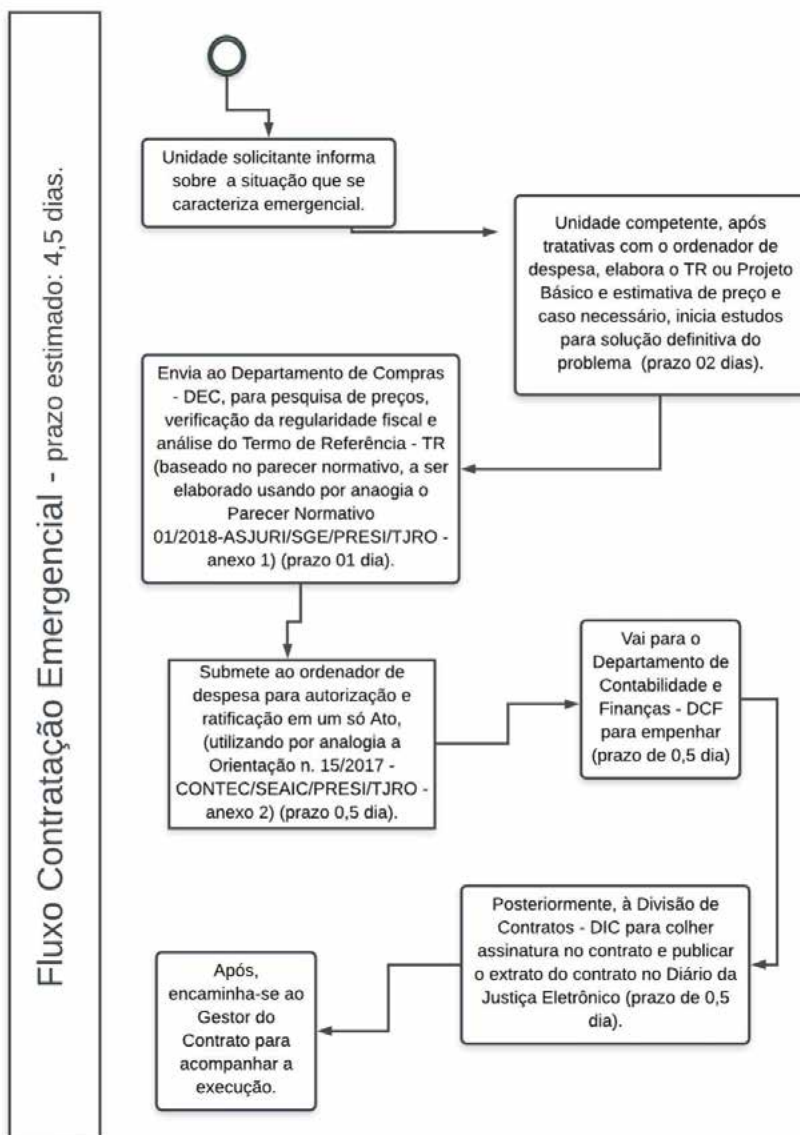 Fluxo Contratação Emergencial - prazo estimado: 4,5 dias.
Unidade solicitante informa
sobre a situação que se
caracteriza emergencial.
Unidade competente, após
tratativas com o ordenador de
despesa, elabora o TR ou Projeto
Básico e estimativa de preço e
caso necessário, inicia estudos
para solução definitiva do
problema (prazo 02 dias).
Envia ao Departamento de Compras
- DEC, para pesquisa de preços,
verificação da regularidade fiscal e
análise do Termo de Referência - TR
(baseado no parecer normativo, a ser
elaborado usando por anaogia o
Parecer Normativo
01/2018-ASJURI/SGE/PRESI/TJRO -
anexo 1) (prazo 01 dia).
Submete ao ordenador de
despesa para autorização e
ratificação em um só Ato,
(utilizando por analogia a
Orientação n. 15/2017 -
CONTEC/SEAIC/PRESI/TJRO -
anexo 2) (prazo 0,5 dia).
Vai para o
Departamento de
Contabilidade e
Finanças - DCF
para empenhar
(prazo de 0,5 dia)
Posteriormente, à Divisão de
Contratos - DIC para colher
assinatura no contrato e publicar
o extrato do contrato no Diário da
Justiça Eletrônico (prazo de 0,5
dia).
Após,
encaminha-se ao
Gestor do
Contrato para
acompanhar a
execução.